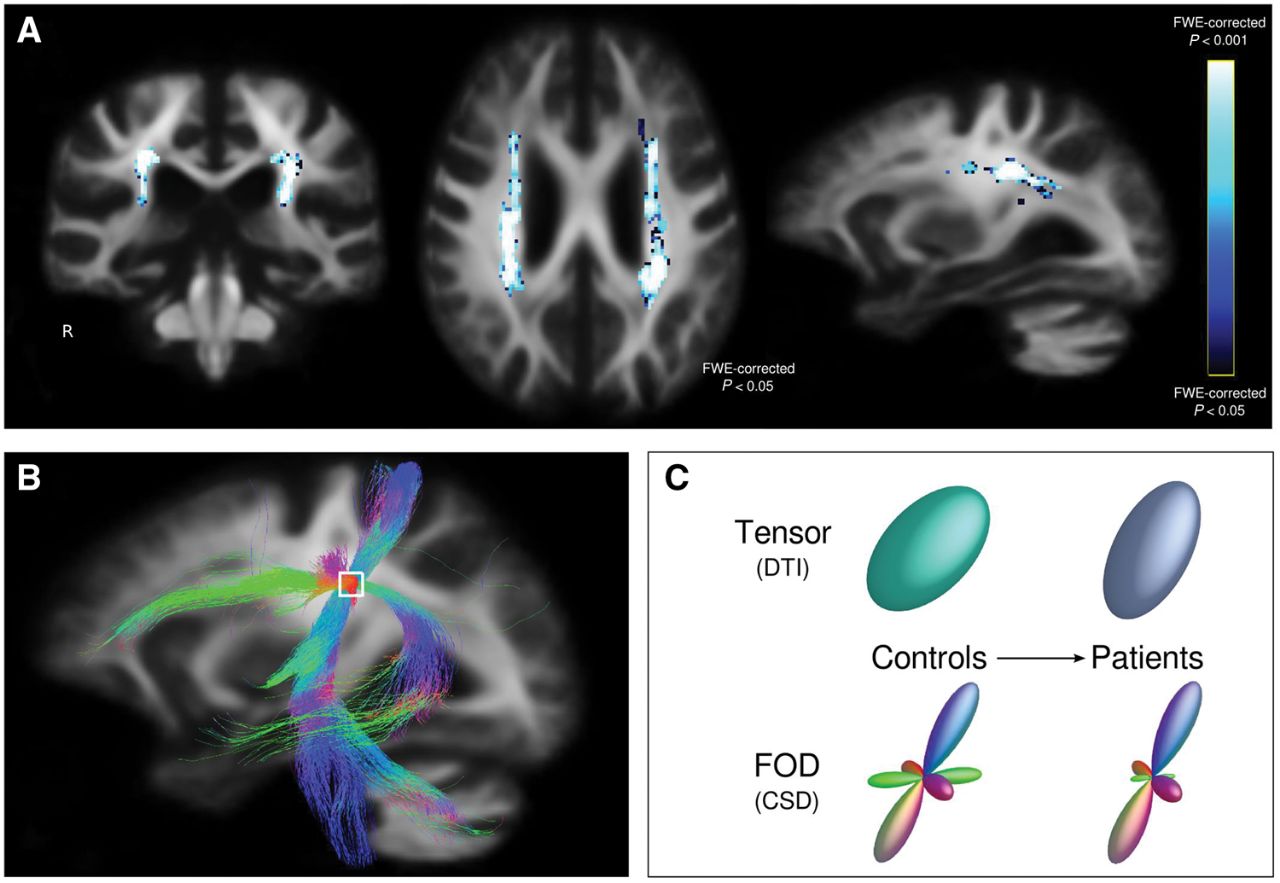 A
FWE-corrected
P < 0.001
R
FWE-corrected
P < 0.05
FWE-corrected
P < 0.05
B
C
Tensor
(DTI)
Controls
Patients
FOD
(CSD)